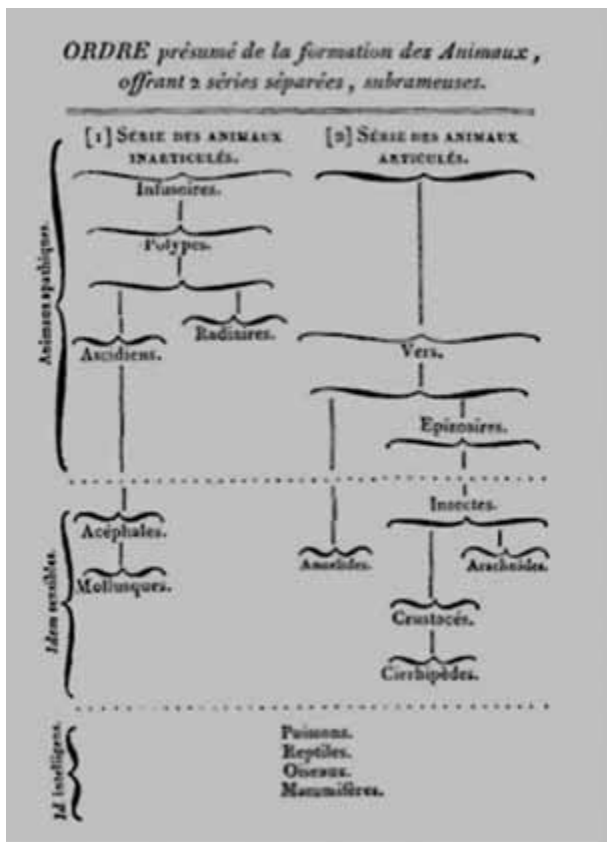 ORDRE présumé de la formation des Animaux,
offrant 2 séries séparées, subrameuses.
[1] SÉRIE DES ANIMAUX
INARTICULÉS.
[2] SÉRIE DES ANIMAUX
ARTICULÉS.
Animaux apathiques.
Infusoires.
Polypes.
Ascidiens.
Radiaires.
Vers.
Epizoaires.
Idem sensibles.
Acéphales.
Mollusques.
Annelides.
Insectes.
Arachnides.
Crustacés.
Cirrhipèdes.
Id intelligens.
Poissons.
Reptiles.
Oiseaux.
Mammifères.